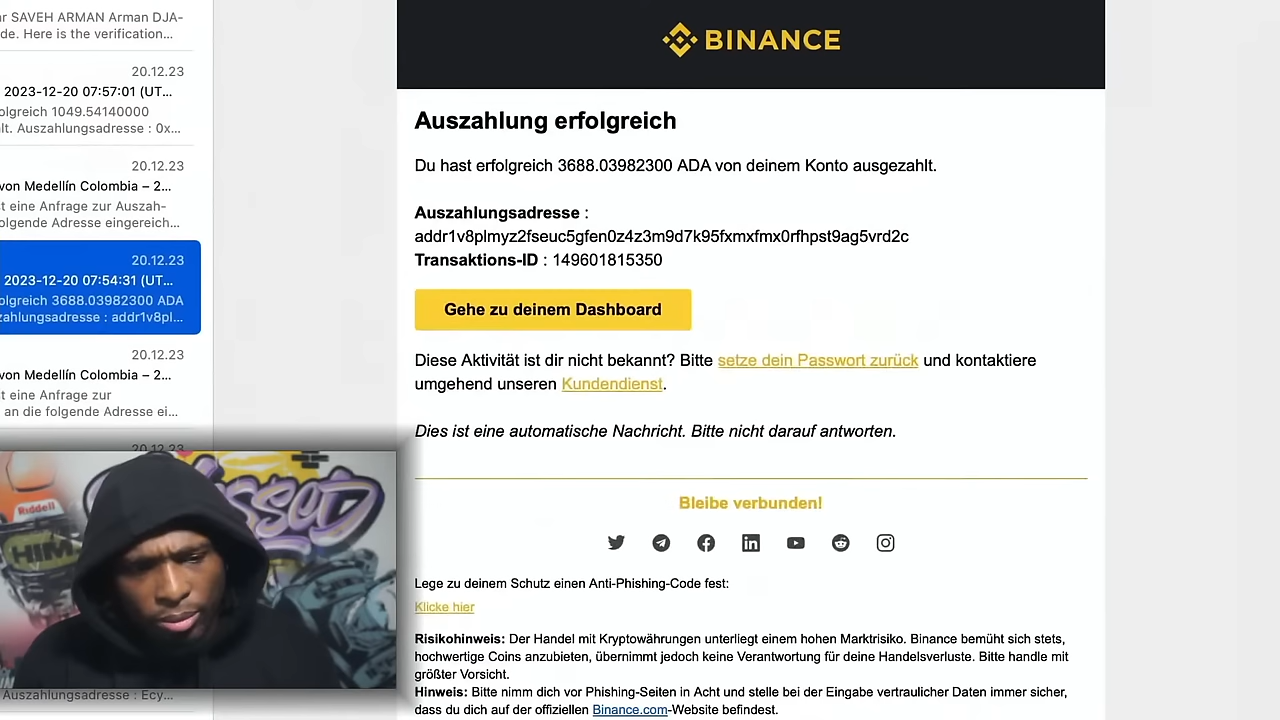 ar SAVEH ARMAN Arman DJA-
de. Here is the verification...
20.12.23
2023-12-20 07:57:01 (UT...
olgreich 1049.54140000
lt. Auszahlungsadresse : 0x...
20.12.23
von Medellín Colombia – 2...
st eine Anfrage zur Auszah-
olgende Adresse eingereich...
20.12.23
2023-12-20 07:54:31 (UT...
olgreich 3688.03982300 ADA
zahlungsadresse : addr1v8pl...
20.12.23
von Medellín Colombia – 2...
st eine Anfrage zur
an die folgende Adresse ei...
20.12.23
Auszahlungsadresse : Ecy...
BINANCE
Auszahlung erfolgreich
Du hast erfolgreich 3688.03982300 ADA von deinem Konto ausgezahlt.
Auszahlungsadresse :
addr1v8plmyz2fseuc5gfen0z4z3m9d7k95fxmxfmx0rfhpst9ag5vrd2c
Transaktions-ID : 149601815350
Gehe zu deinem Dashboard
Diese Aktivität ist dir nicht bekannt? Bitte setze dein Passwort zurück und kontaktiere
umgehend unseren Kundendienst.
Dies ist eine automatische Nachricht. Bitte nicht darauf antworten.
Bleibe verbunden!
Lege zu deinem Schutz einen Anti-Phishing-Code fest:
Klicke hier
Risikohinweis: Der Handel mit Kryptowährungen unterliegt einem hohen Marktrisiko. Binance bemüht sich stets,
hochwertige Coins anzubieten, übernimmt jedoch keine Verantwortung für deine Handelsverluste. Bitte handle mit
größter Vorsicht.
Hinweis: Bitte nimm dich vor Phishing-Seiten in Acht und stelle bei der Eingabe vertraulicher Daten immer sicher,
dass du dich auf der offiziellen Binance.com-Website befindest.
Riddell
HIM